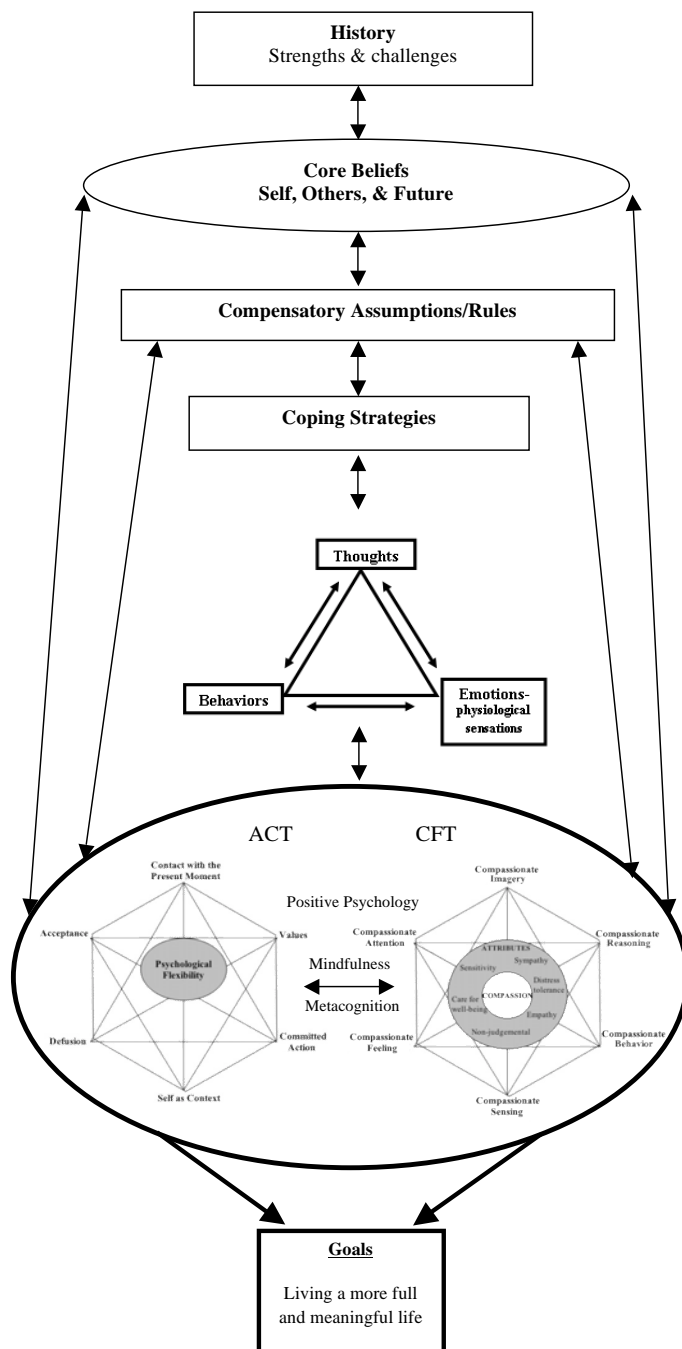 History
Strengths & challenges
Core Beliefs
Self, Others, & Future
Compensatory Assumptions/Rules
Coping Strategies
Thoughts
Behaviors
Emotions-
physiological
sensations
ACT
CFT
Contact with the
Present Moment
Acceptance
Values
Psychological
Flexibility
Defusion
Committed
Action
Self as Context
Positive Psychology
Mindfulness
Metacognition
Compassionate
Imagery
Compassionate
Attention
Compassionate
Reasoning
ATTRIBUTES
Sympathy
Sensitivity
Distress
tolerance
COMPASSION
Care for
well-being
Empathy
Non-judgemental
Compassionate
Feeling
Compassionate
Behavior
Compassionate
Sensing
Goals
Living a more full
and meaningful life